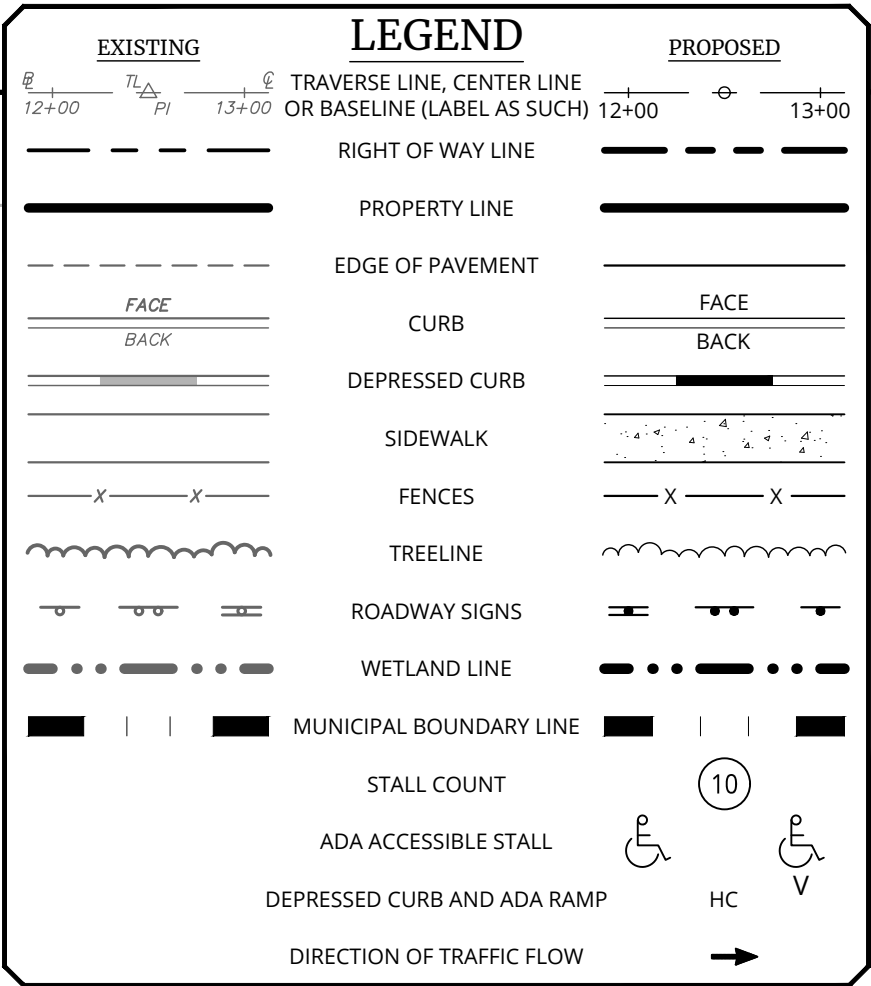 LEGEND
EXISTING
PROPOSED
℄
TL
PI
12+00
13+00
TRAVERSE LINE, CENTER LINE
OR BASELINE (LABEL AS SUCH)
12+00
13+00
RIGHT OF WAY LINE
PROPERTY LINE
EDGE OF PAVEMENT
FACE
BACK
CURB
FACE
BACK
DEPRESSED CURB
SIDEWALK
X X
FENCES
X X
TREELINE
ROADWAY SIGNS
WETLAND LINE
MUNICIPAL BOUNDARY LINE
STALL COUNT
10
ADA ACCESSIBLE STALL
V
DEPRESSED CURB AND ADA RAMP
HC
DIRECTION OF TRAFFIC FLOW